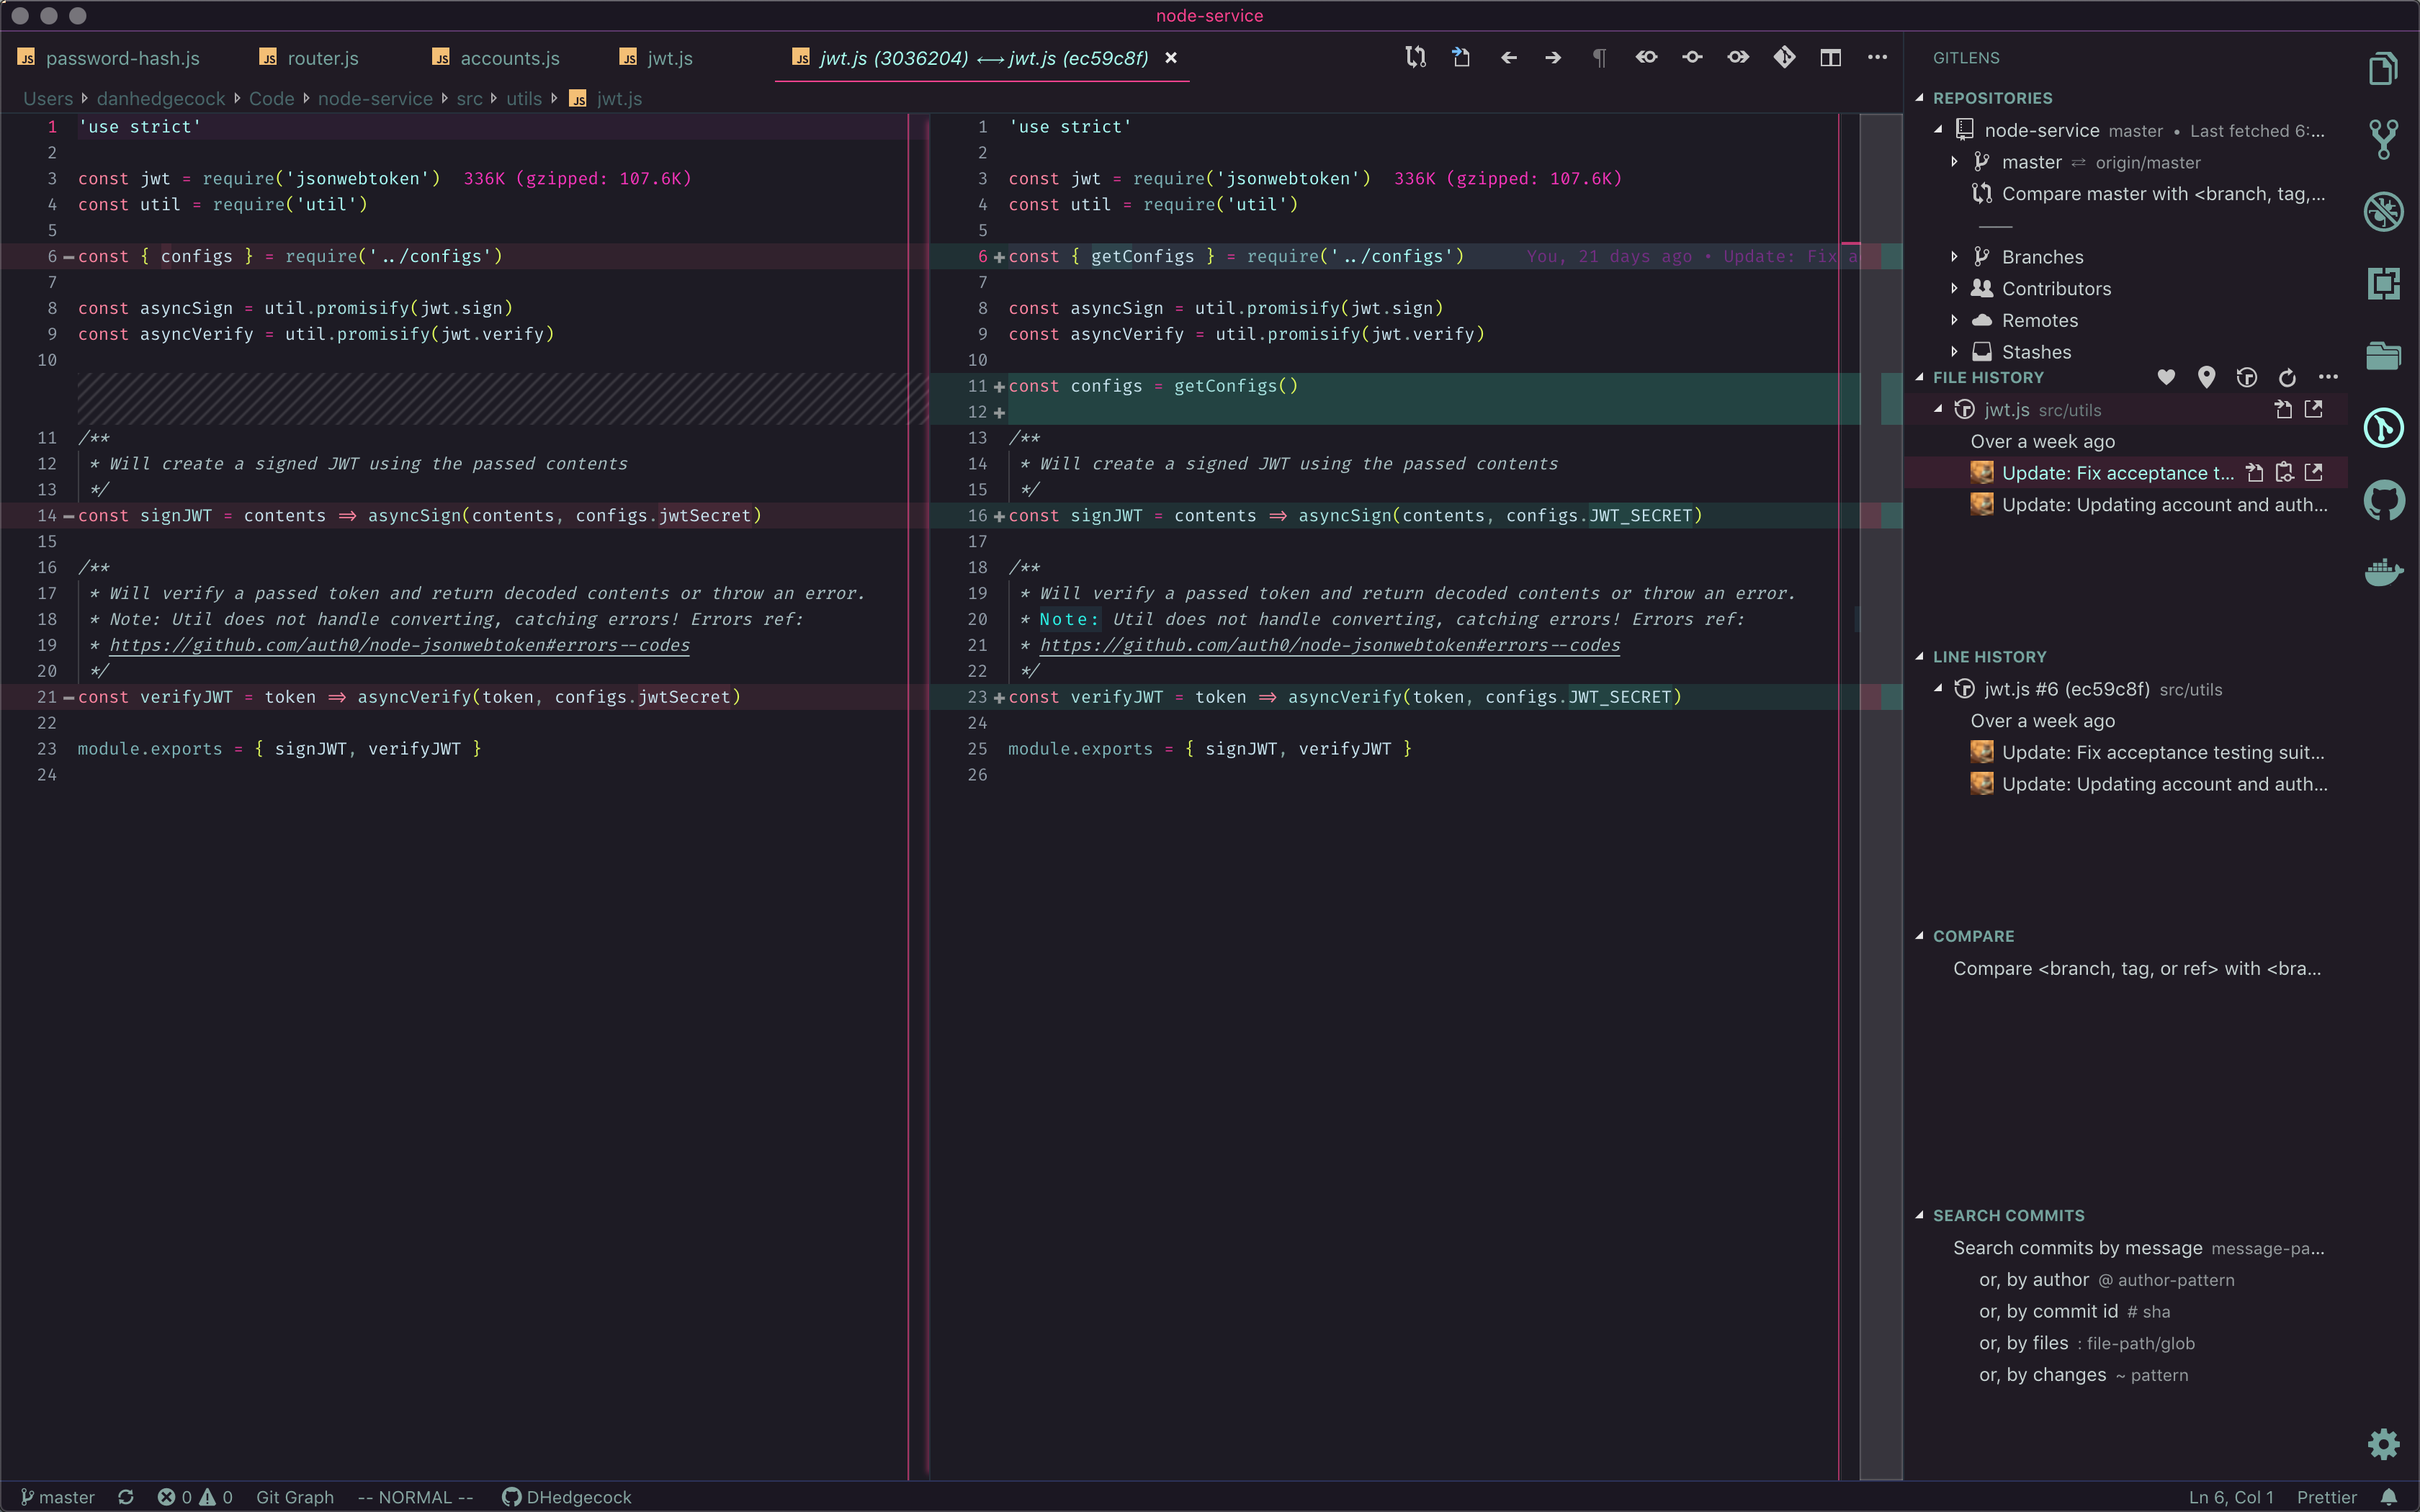 node-service
JS password-hash.js
JS router.js
JS accounts.js
JS jwt.js
JS jwt.js (3036204) ⟷ jwt.js (ec59c8f)
Users danhedgecock Code node-service src utils JS jwt.js
1 'use strict'
2
3 const jwt = require('jsonwebtoken') 336K (gzipped: 107.6K)
4 const util = require('util')
5
6 −const { configs } = require('../configs')
7
8 const asyncSign = util.promisify(jwt.sign)
9 const asyncVerify = util.promisify(jwt.verify)
10
11 /**
12 * Will create a signed JWT using the passed contents
13 */
14 −const signJWT = contents ⇒ asyncSign(contents, configs.jwtSecret)
15
16 /**
17 * Will verify a passed token and return decoded contents or throw an error.
18 * Note: Util does not handle converting, catching errors! Errors ref:
19 * https://github.com/auth0/node-jsonwebtoken#errors--codes
20 */
21 −const verifyJWT = token ⇒ asyncVerify(token, configs.jwtSecret)
22
23 module.exports = { signJWT, verifyJWT }
24
1 'use strict'
2
3 const jwt = require('jsonwebtoken') 336K (gzipped: 107.6K)
4 const util = require('util')
5
6 +const { getConfigs } = require('../configs') You, 21 days ago • Update: Fix a
7
8 const asyncSign = util.promisify(jwt.sign)
9 const asyncVerify = util.promisify(jwt.verify)
10
11 +const configs = getConfigs()
12 +
13 /**
14 * Will create a signed JWT using the passed contents
15 */
16 +const signJWT = contents ⇒ asyncSign(contents, configs.JWT_SECRET)
17
18 /**
19 * Will verify a passed token and return decoded contents or throw an error.
20 * Note: Util does not handle converting, catching errors! Errors ref:
21 * https://github.com/auth0/node-jsonwebtoken#errors--codes
22 */
23 +const verifyJWT = token ⇒ asyncVerify(token, configs.JWT_SECRET)
24
25 module.exports = { signJWT, verifyJWT }
26
GITLENS
REPOSITORIES
node-service master • Last fetched 6:...
master ⇄ origin/master
Compare master with <branch, tag,...
Branches
Contributors
Remotes
Stashes
FILE HISTORY
jwt.js src/utils
Over a week ago
Update: Fix acceptance t...
Update: Updating account and auth...
LINE HISTORY
jwt.js #6 (ec59c8f) src/utils
Over a week ago
Update: Fix acceptance testing suit...
Update: Updating account and auth...
COMPARE
Compare <branch, tag, or ref> with <bra...
SEARCH COMMITS
Search commits by message message-pa...
or, by author @ author-pattern
or, by commit id # sha
or, by files : file-path/glob
or, by changes ~ pattern
master 0 0 Git Graph -- NORMAL -- DHedgecock
Ln 6, Col 1 Prettier